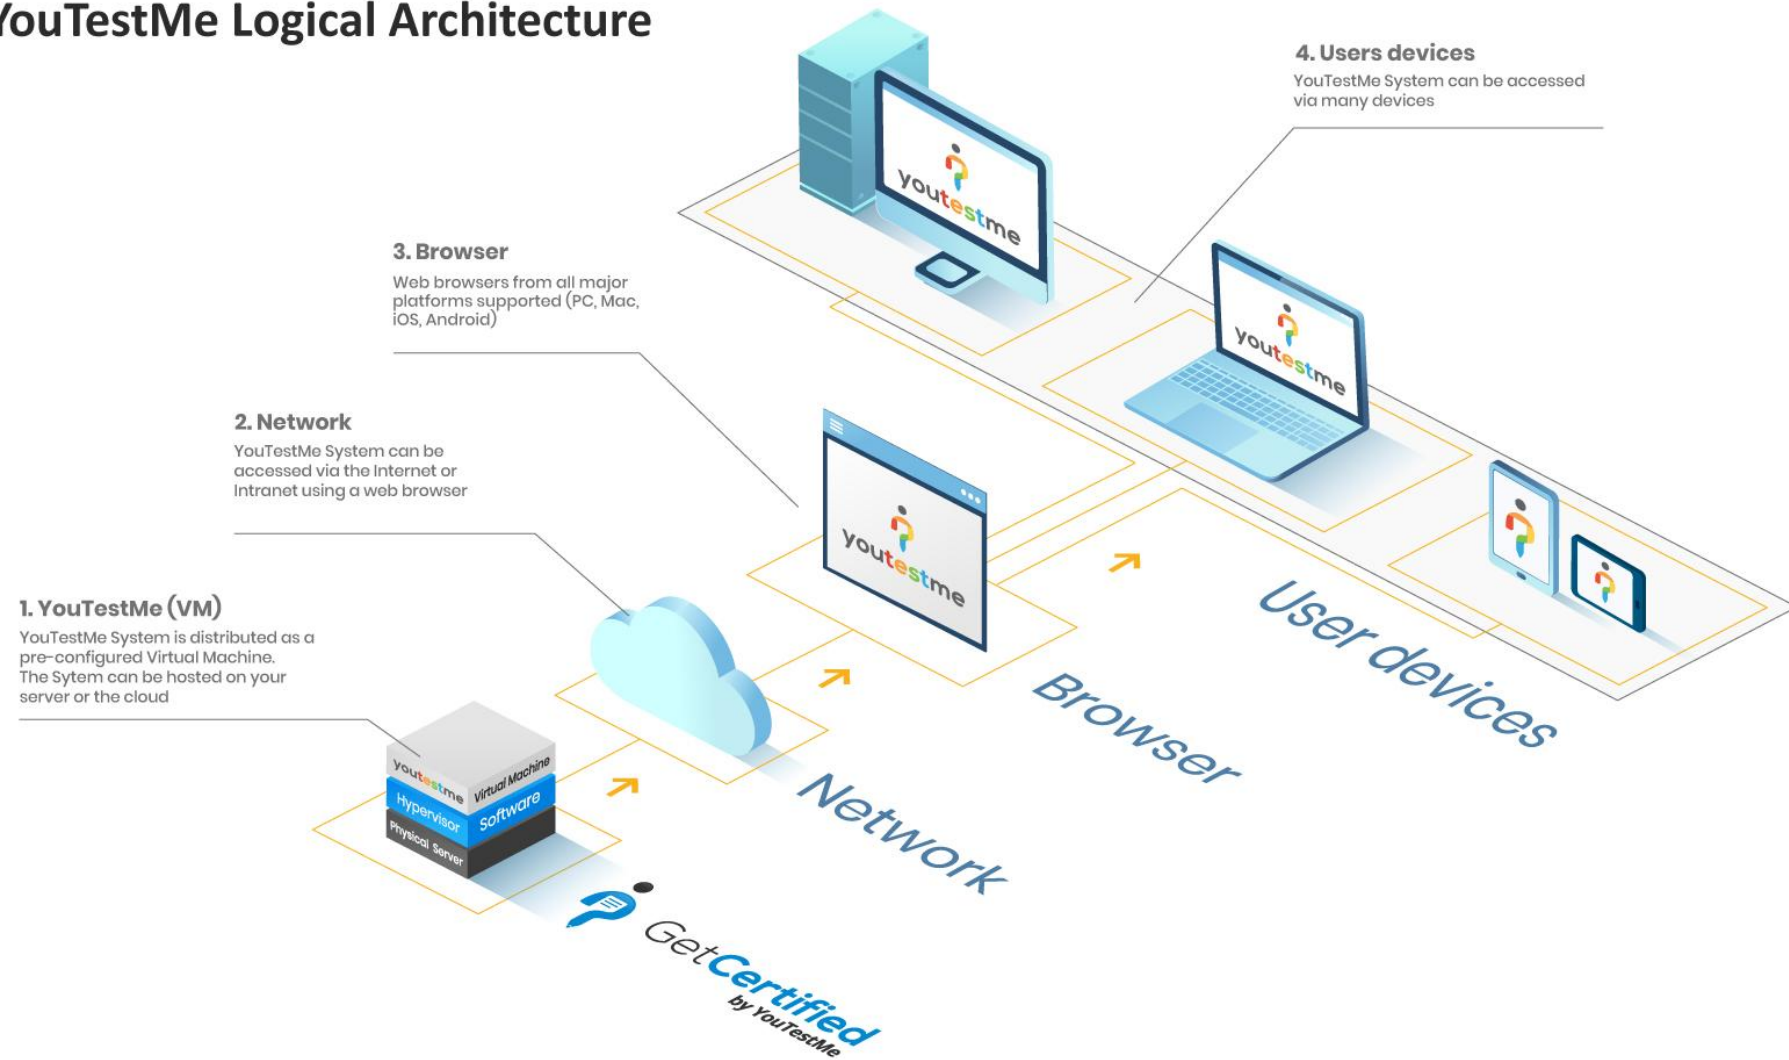 YouTestMe Logical Architecture
4. Users devices
YouTestMe System can be accessed
via many devices
youtestme
3. Browser
Web browsers from all major
platforms supported (PC, Mac,
iOS, Android)
youtestme
2. Network
YouTestMe System can be
accessed via the Internet or
Intranet using a web browser
youtestme
1. YouTestMe (VM)
YouTestMe System is distributed as a
pre-configured Virtual Machine.
The Sytem can be hosted on your
server or the cloud
youtestme
Virtual Machine
Hypervisor
Software
Physical Server
User devices
Browser
Network
GetCertified
by YouTestMe